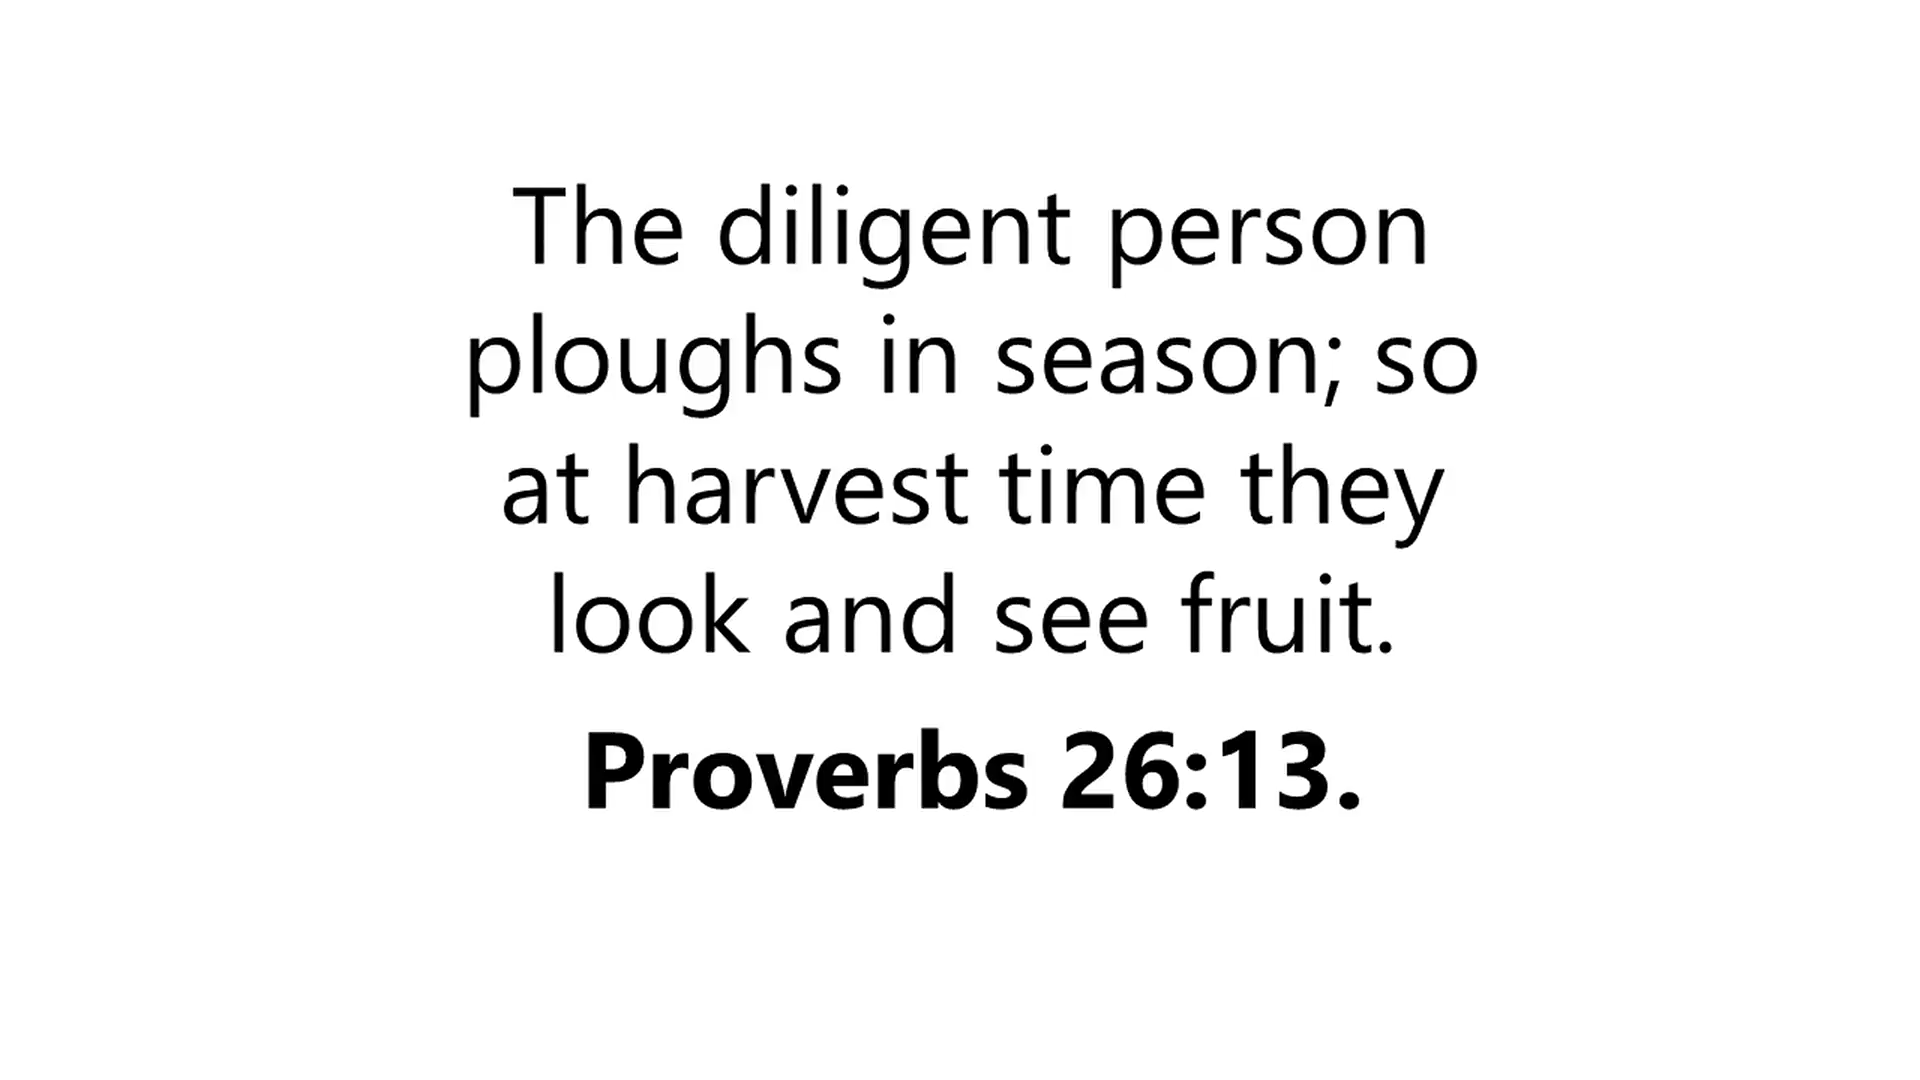 The diligent person
ploughs in season; so
at harvest time they
look and see fruit.
Proverbs 26:13.